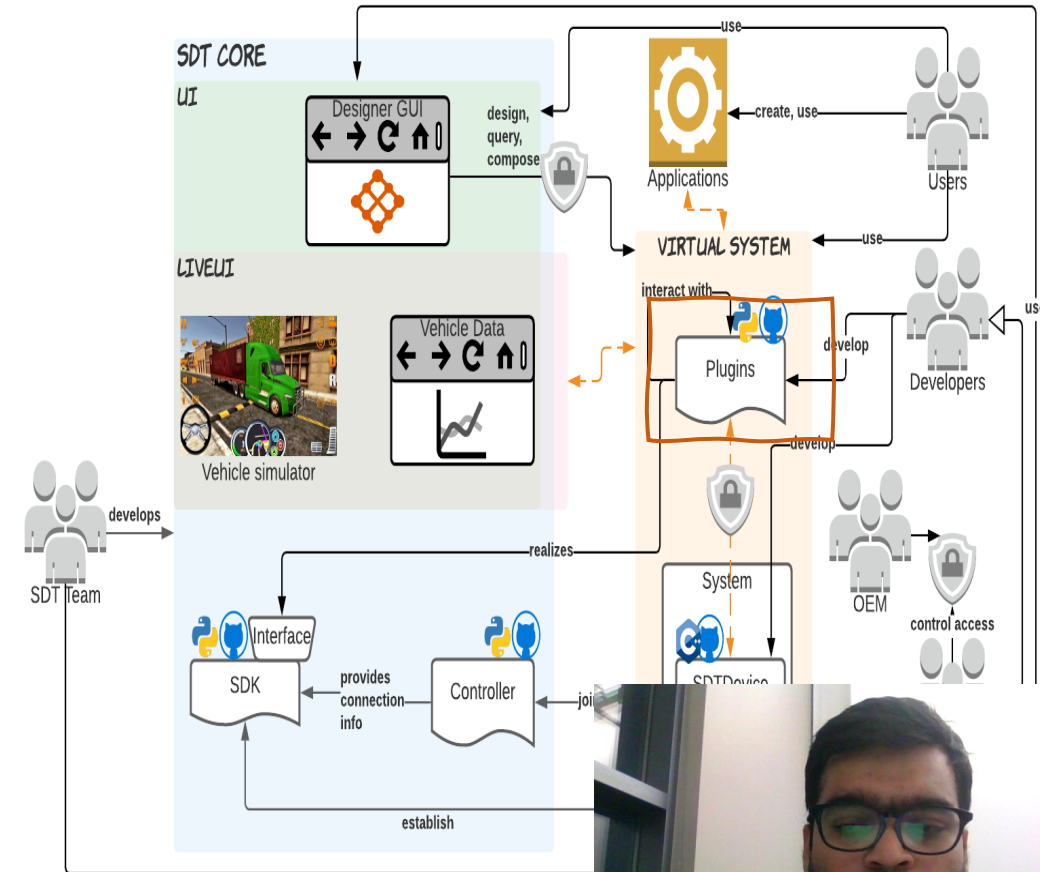 use
SDT CORE
UI
Designer GUI
design,
query,
compose
create, use
Applications
Users
use
VIRTUAL SYSTEM
LIVEUI
interact with
use
Vehicle Data
develop
Plugins
Developers
develop
Vehicle simulator
develops
realizes
System
SDT Team
OEM
control access
Interface
SDK
provides
connection
info
Controller
SDTDevice
establish